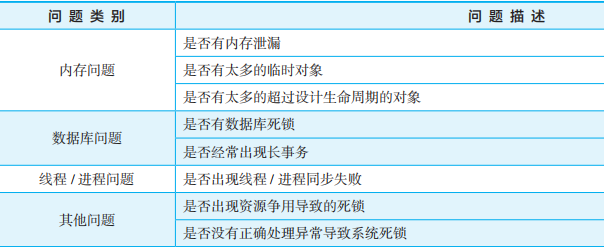 问题类别 问题描述
内存问题 是否有内存泄漏
是否有太多的临时对象
是否有太多的超过设计生命周期的对象
数据库问题 是否有数据库死锁
是否经常出现长事务
线程 / 进程问题 是否出现线程 / 进程同步失败
其他问题 是否出现资源争用导致的死锁
是否没有正确处理异常导致系统死锁